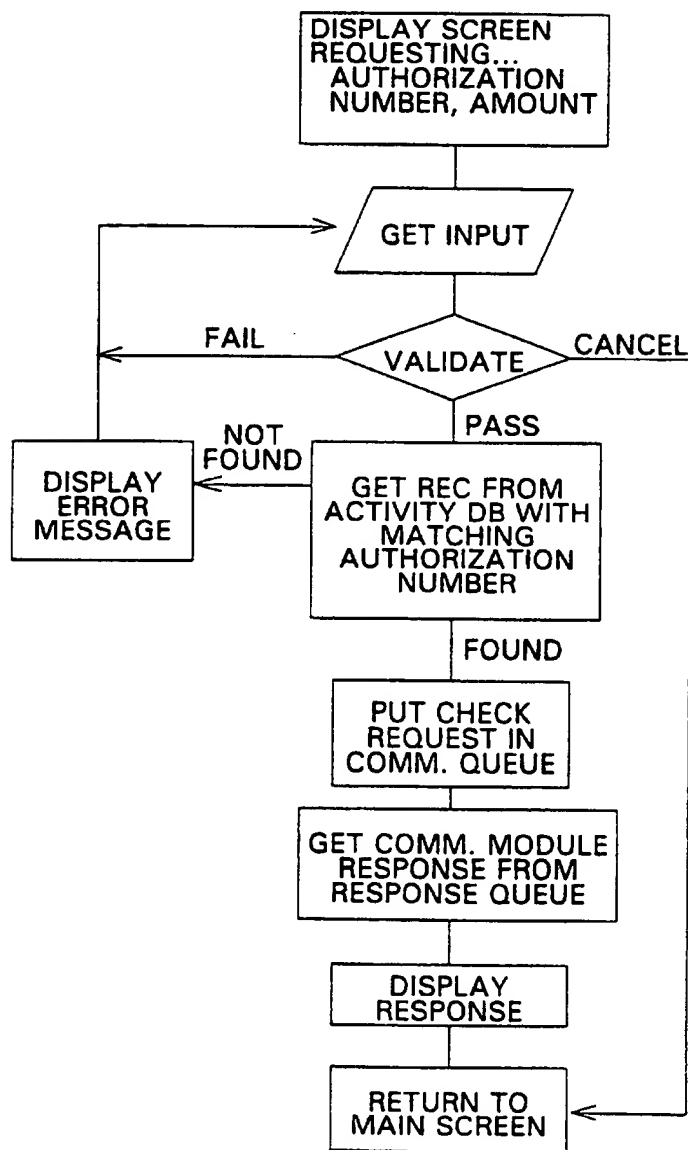 DISPLAY SCREEN
REQUESTING...
AUTHORIZATION
NUMBER, AMOUNT
GET INPUT
FAIL
VALIDATE
CANCEL
PASS
NOT
FOUND
DISPLAY
ERROR
MESSAGE
GET REC FROM
ACTIVITY DB WITH
MATCHING
AUTHORIZATION
NUMBER
FOUND
PUT CHECK
REQUEST IN
COMM. QUEUE
GET COMM. MODULE
RESPONSE FROM
RESPONSE QUEUE
DISPLAY
RESPONSE
RETURN TO
MAIN SCREEN